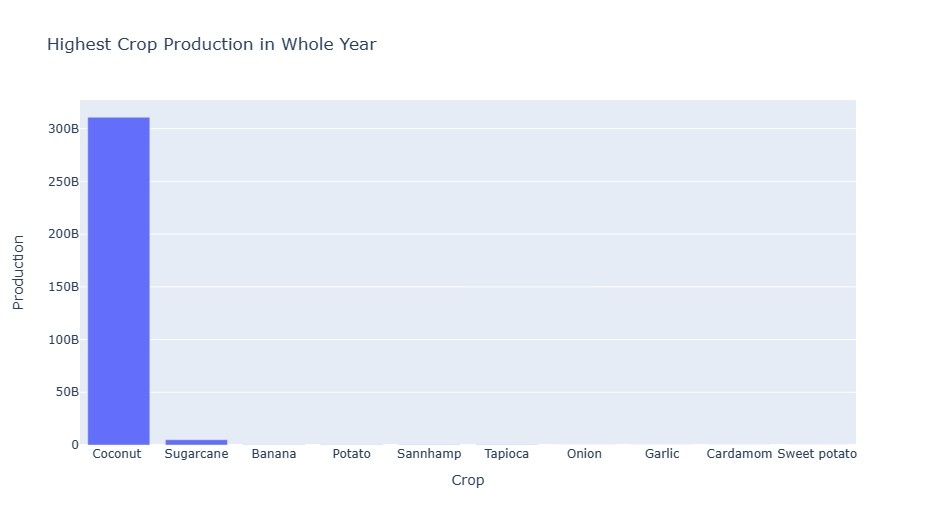 Highest Crop Production in Whole Year
300B
250B
200B
150B
100B
50B
0
Production
Coconut Sugarcane Banana Potato Sannhamp Tapioca Onion Garlic Cardamom Sweet potato
Crop